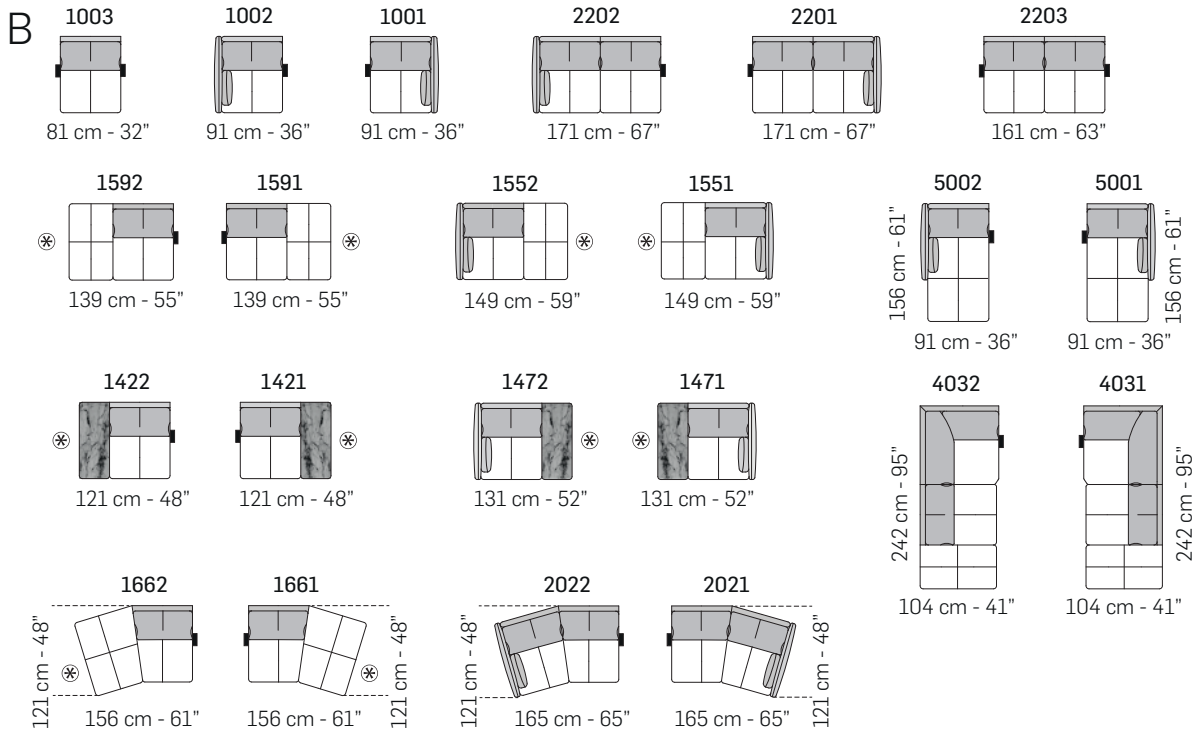 B
1003 1002 1001 2202 2201 2203
81 cm - 32” 91 cm - 36” 91 cm - 36” 171 cm - 67” 171 cm - 67” 161 cm - 63”
1592 1591 1552 1551 5002 5001
156 cm - 61” 156 cm - 61”
139 cm - 55” 139 cm - 55” 149 cm - 59” 149 cm - 59”
91 cm - 36” 91 cm - 36”
1422 1421 1472 1471 4032 4031
121 cm - 48” 121 cm - 48” 131 cm - 52” 131 cm - 52”
242 cm - 95” 242 cm - 95”
104 cm - 41” 104 cm - 41”
1662 1661 2022 2021
121 cm - 48” 121 cm - 48” 121 cm - 48” 121 cm - 48”
156 cm - 61” 156 cm - 61” 165 cm - 65” 165 cm - 65”